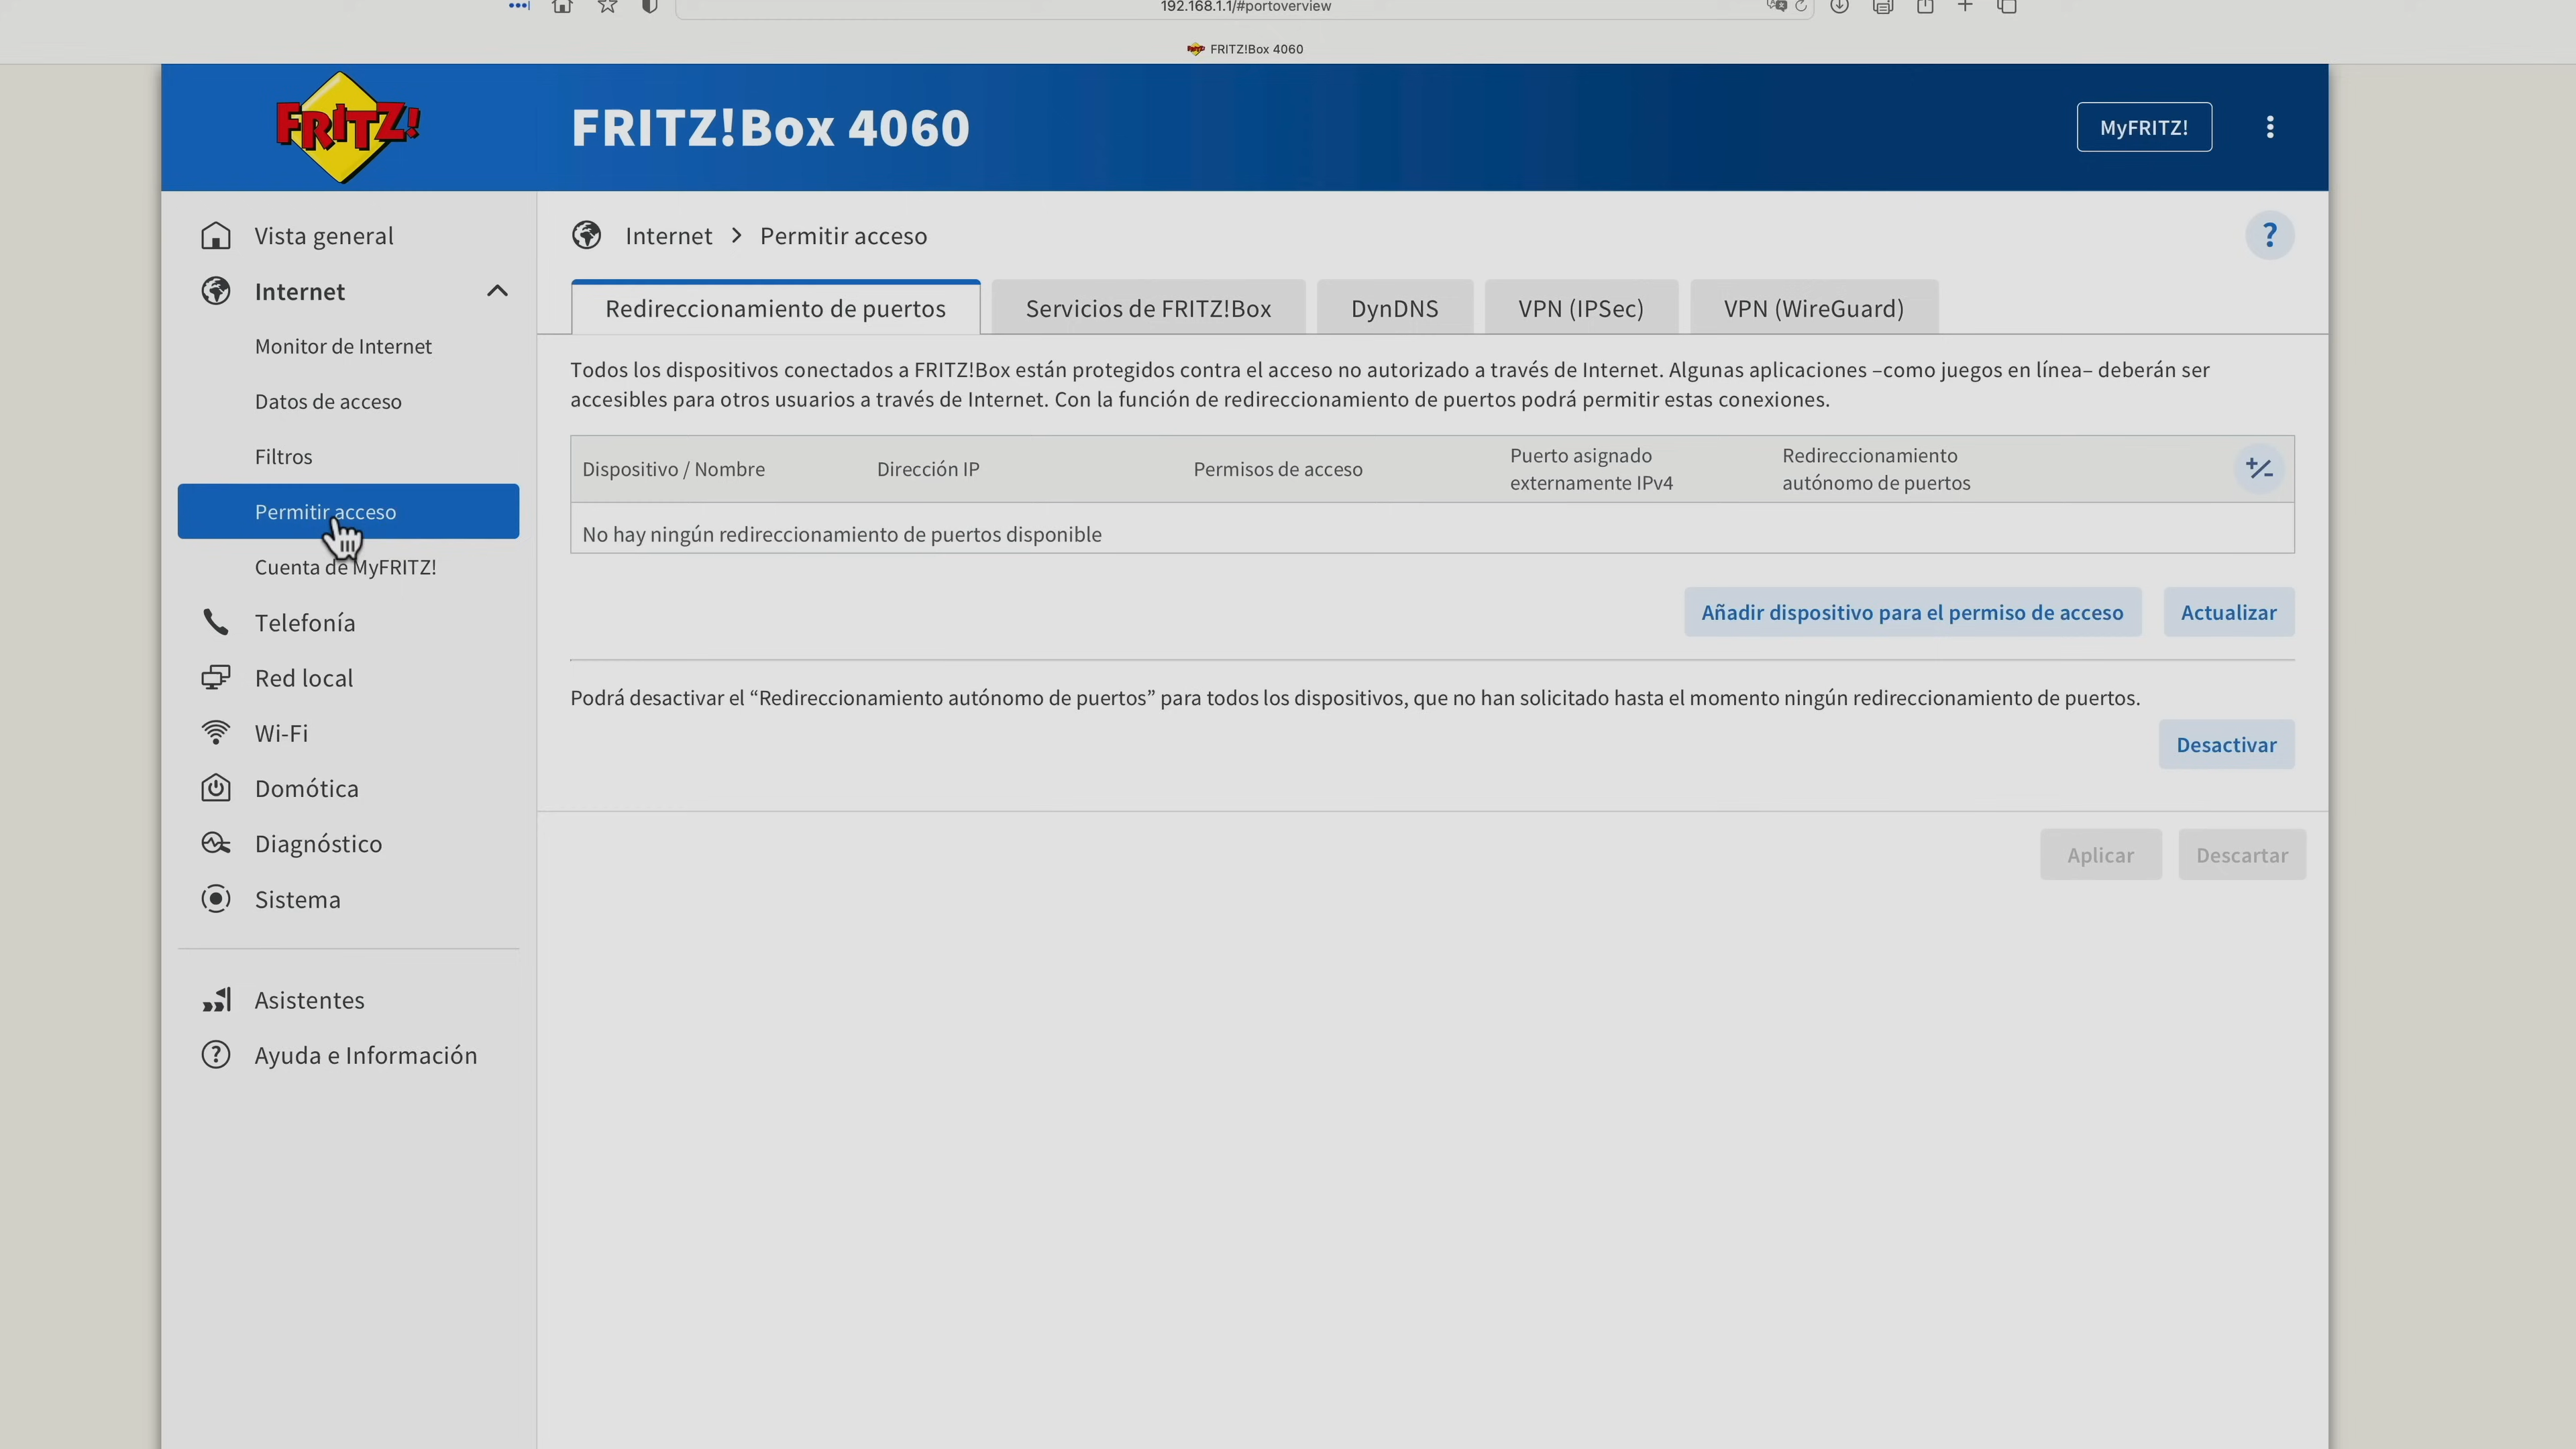 192.168.1.1/#portoverview
FRITZ!Box 4060
FRITZ!
FRITZ!Box 4060
MyFRITZ!
Vista general
Internet
Monitor de Internet
Datos de acceso
Filtros
Permitir acceso
Cuenta de MyFRITZ!
Telefonía
Red local
Wi-Fi
Domótica
Diagnóstico
Sistema
Asistentes
Ayuda e Información
Internet > Permitir acceso
?
Redireccionamiento de puertos
Servicios de FRITZ!Box
DynDNS
VPN (IPSec)
VPN (WireGuard)
Todos los dispositivos conectados a FRITZ!Box están protegidos contra el acceso no autorizado a través de Internet. Algunas aplicaciones –como juegos en línea– deberán ser
accesibles para otros usuarios a través de Internet. Con la función de redireccionamiento de puertos podrá permitir estas conexiones.
Dispositivo / Nombre
Dirección IP
Permisos de acceso
Puerto asignado
externamente IPv4
Redireccionamiento
autónomo de puertos
No hay ningún redireccionamiento de puertos disponible
Añadir dispositivo para el permiso de acceso
Actualizar
Podrá desactivar el “Redireccionamiento autónomo de puertos” para todos los dispositivos, que no han solicitado hasta el momento ningún redireccionamiento de puertos.
Desactivar
Aplicar
Descartar